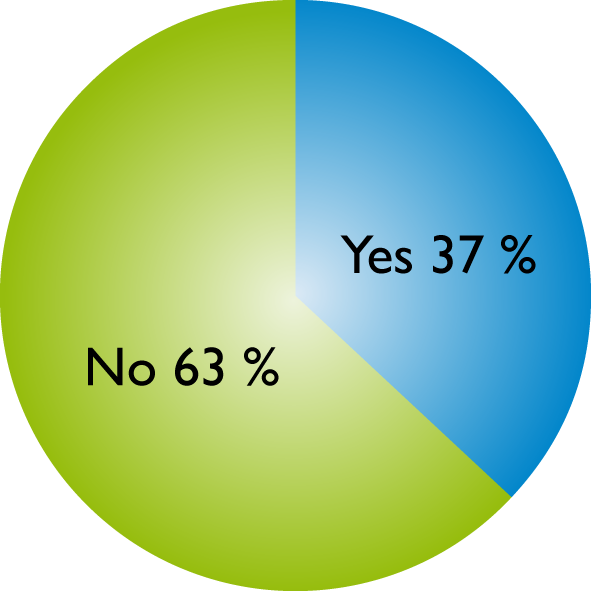 Yes 37 %
No 63 %